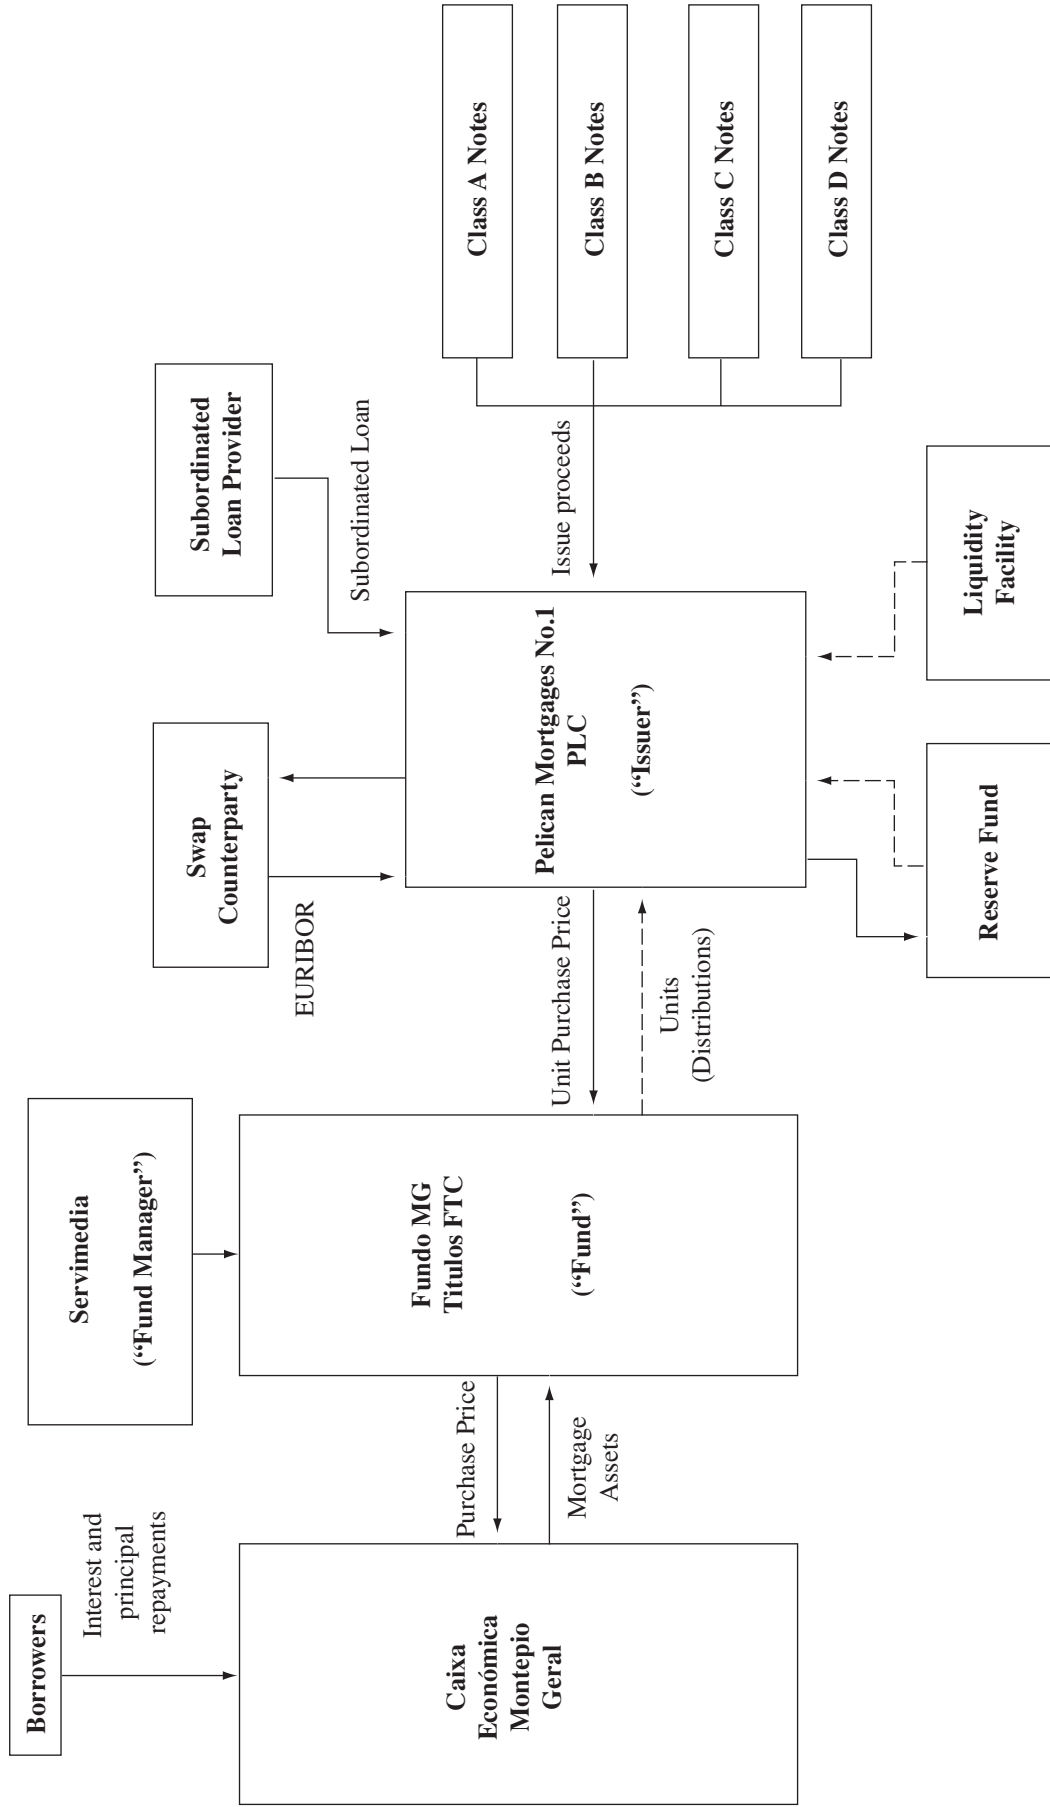 Borrowers
Interest and
principal
repayments
Caixa
Económica
Montepio
Geral
Purchase Price
Mortgage
Assets
Servimedia
(“Fund Manager”)
Fundo MG
Titulos FTC
(“Fund”)
Unit Purchase Price
Units
(Distributions)
Swap
Counterparty
EURIBOR
Subordinated
Loan Provider
Subordinated Loan
Pelican Mortgages No.1
PLC
(“Issuer”)
Issue proceeds
Reserve Fund
Liquidity
Facility
Class A Notes
Class B Notes
Class C Notes
Class D Notes